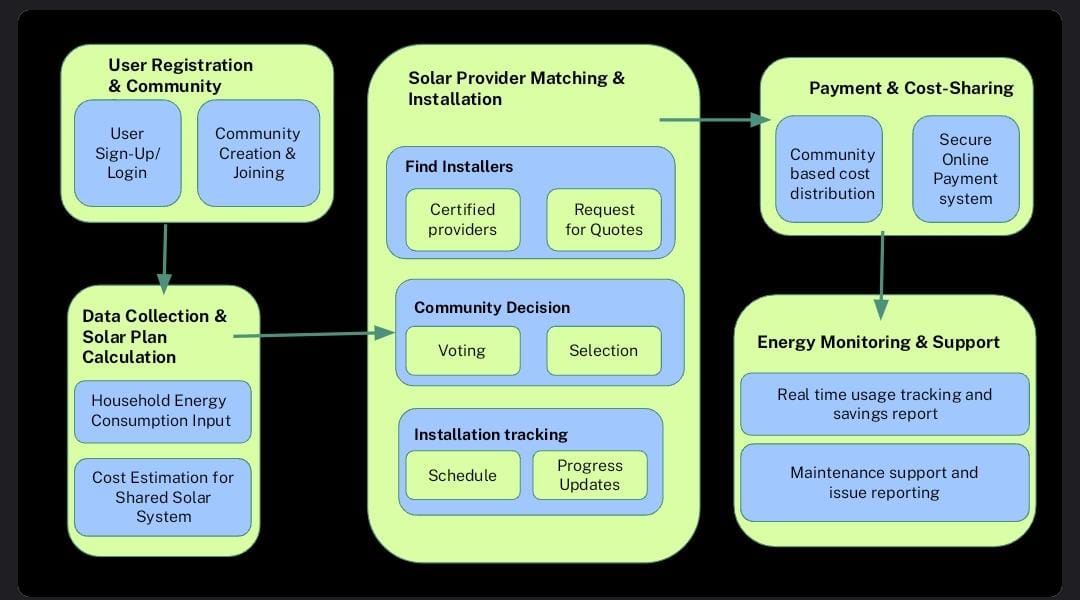 User Registration
& Community
User
Sign-Up/
Login
Community
Creation &
Joining
Data Collection &
Solar Plan
Calculation
Household Energy
Consumption Input
Cost Estimation for
Shared Solar
System
Solar Provider Matching &
Installation
Find Installers
Certified
providers
Request
for Quotes
Community Decision
Voting
Selection
Installation tracking
Schedule
Progress
Updates
Payment & Cost-Sharing
Community
based cost
distribution
Secure
Online
Payment
system
Energy Monitoring & Support
Real time usage tracking and
savings report
Maintenance support and
issue reporting